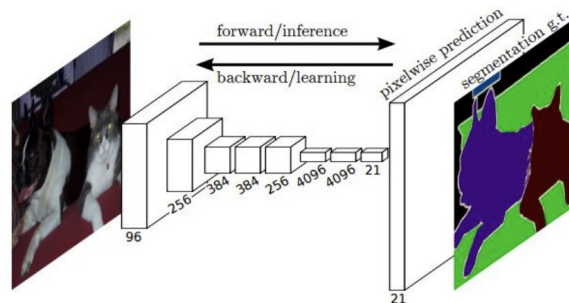 forward/inference
backward/learning
pixelwise prediction
segmentation g.t.
96
256
384
384
256
4096
4096
21
21